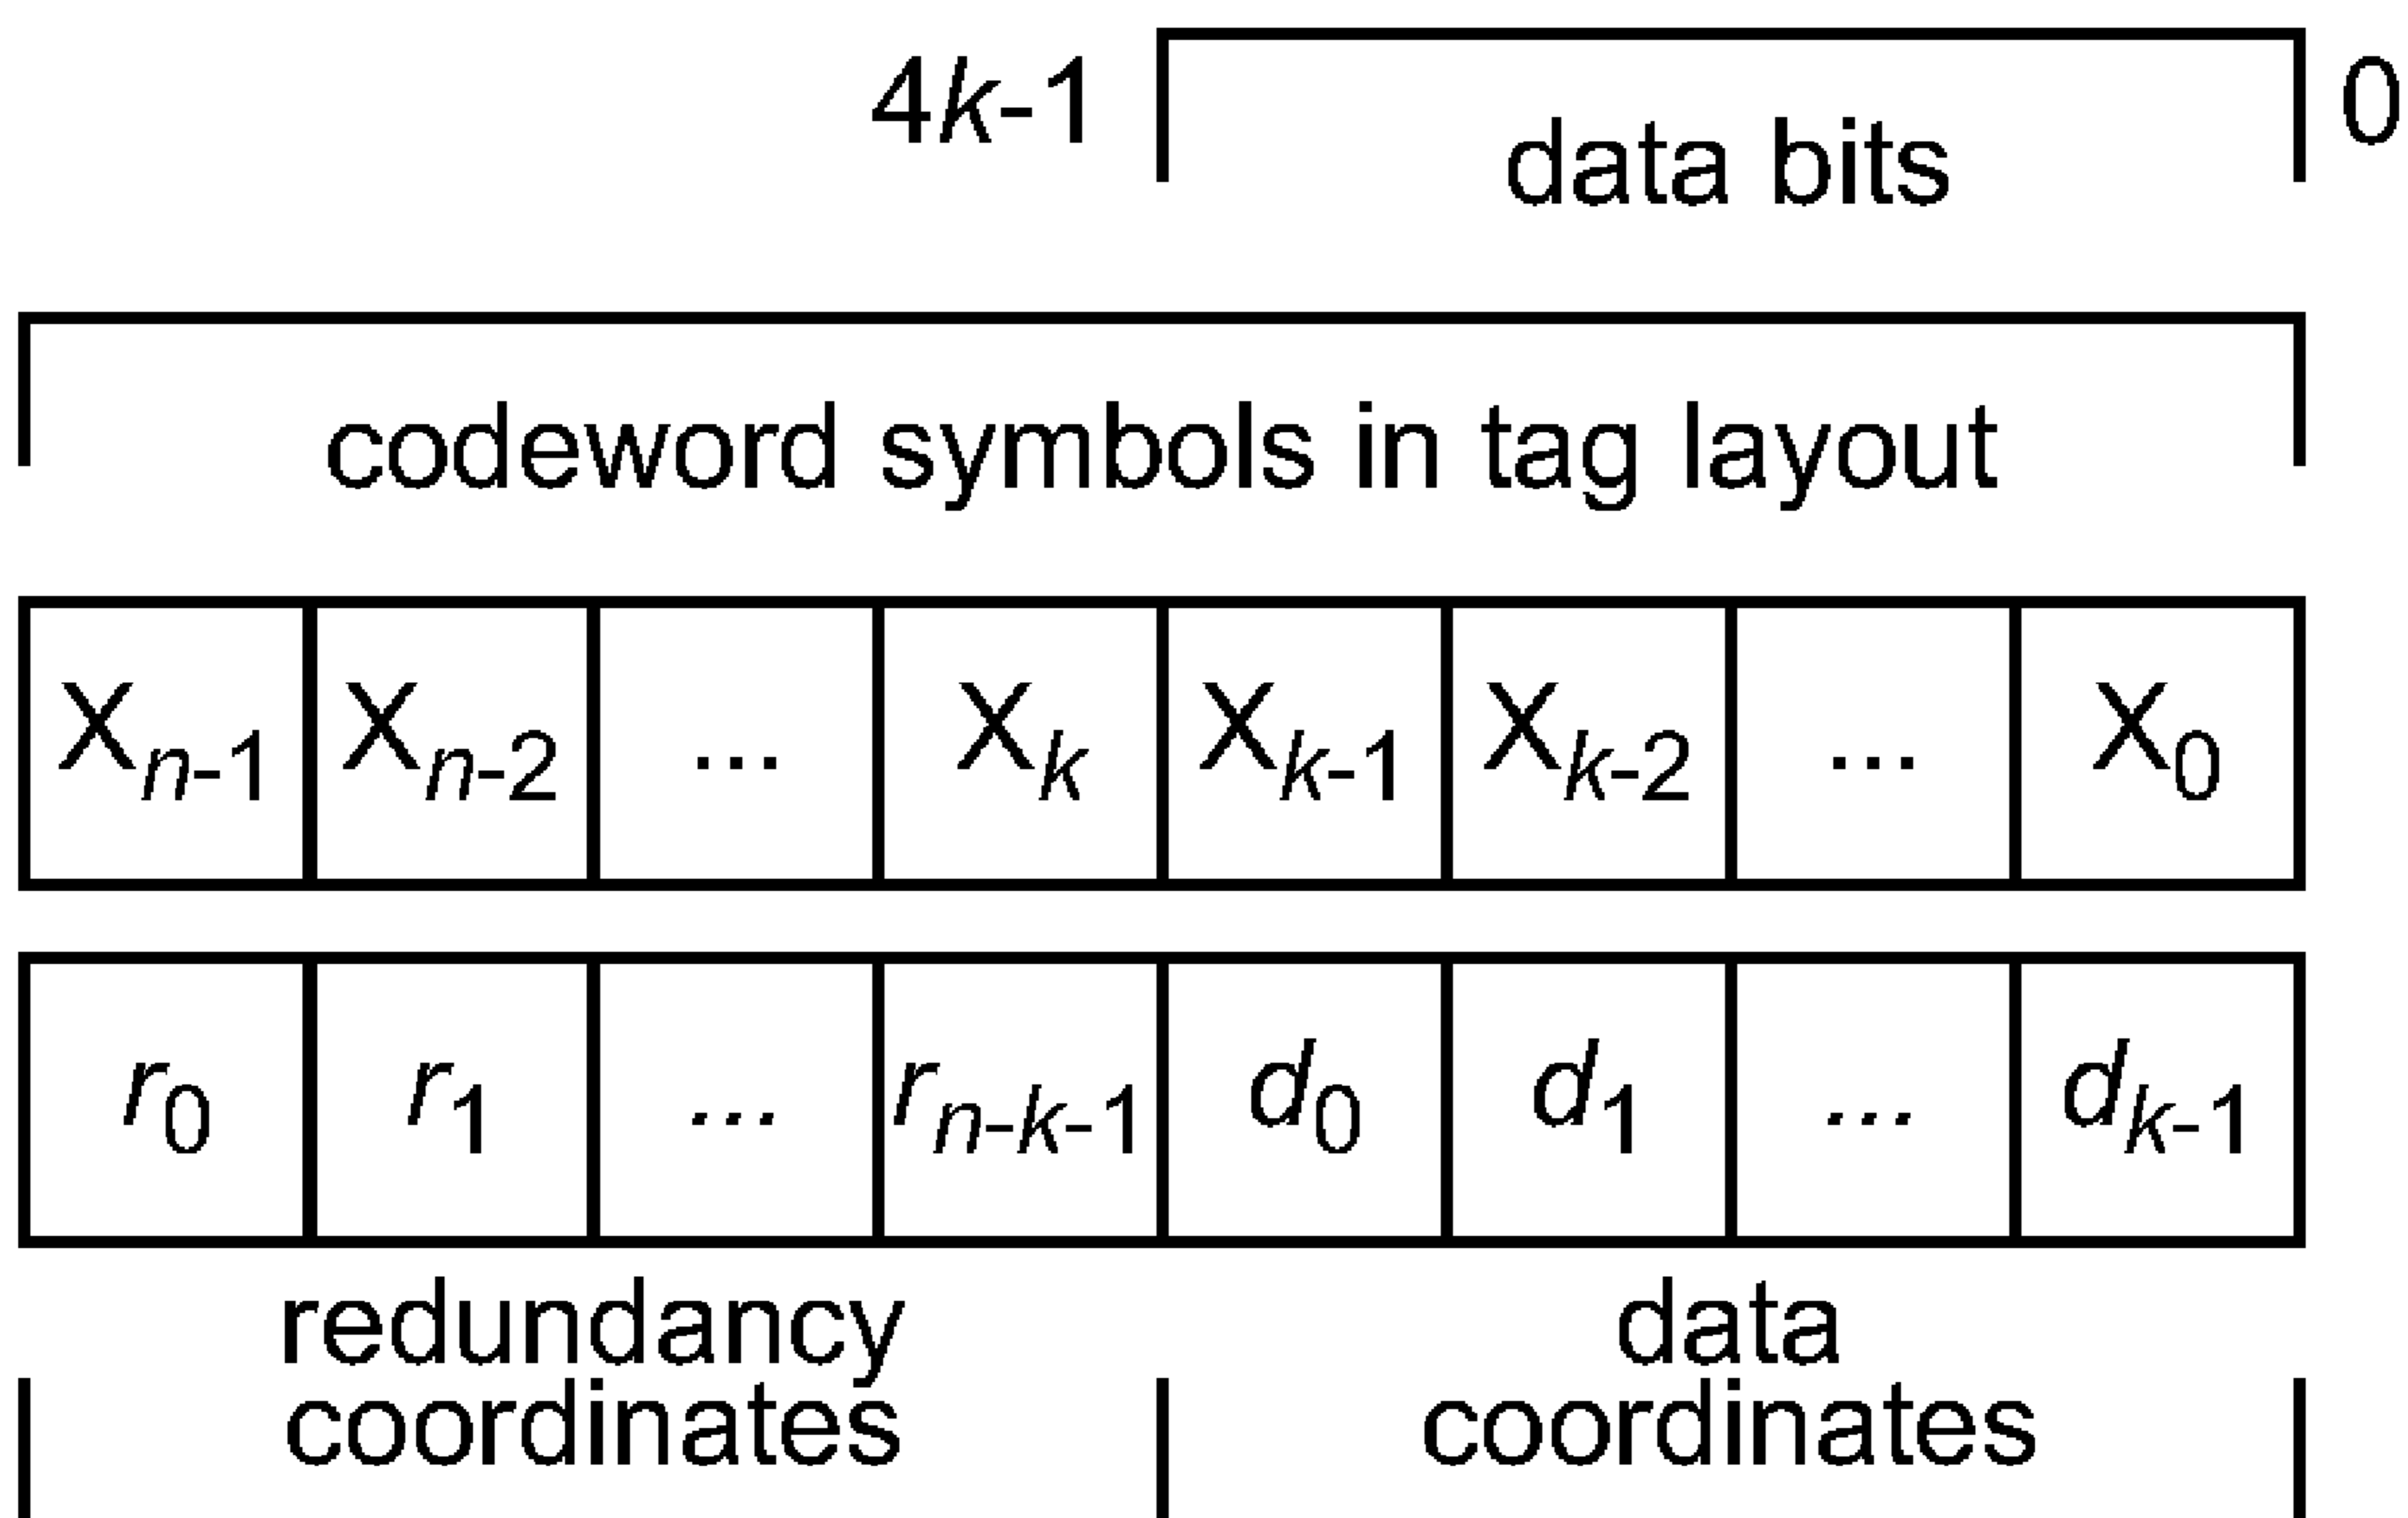 4k-1 0
data bits
codeword symbols in tag layout
Xn-1 Xn-2 ... Xk Xk-1 Xk-2 ... X0
r0 r1 ... rn-k-1 d0 d1 ... dk-1
redundancy data
coordinates coordinates